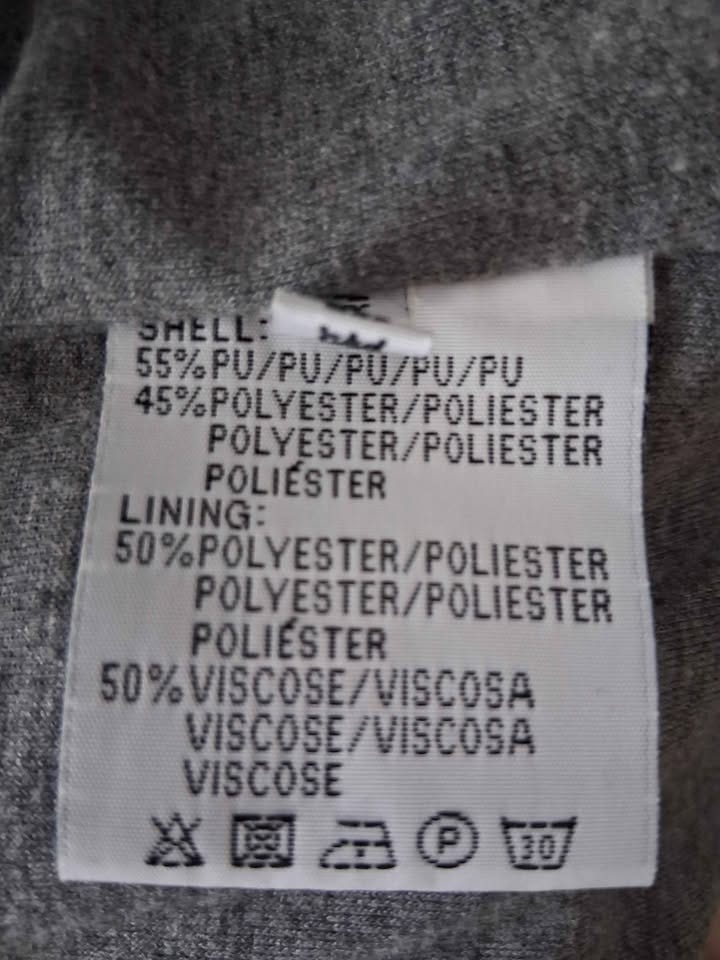 SHELL:
55%PU/PU/PU/PU/PU
45%POLYESTER/POLIESTER
POLYESTER/POLIESTER
POLIÉSTER
LINING:
50%POLYESTER/POLIESTER
POLYESTER/POLIESTER
POLIÉSTER
50%VISCOSE/VISCOSA
VISCOSE/VISCOSA
VISCOSE
P 30